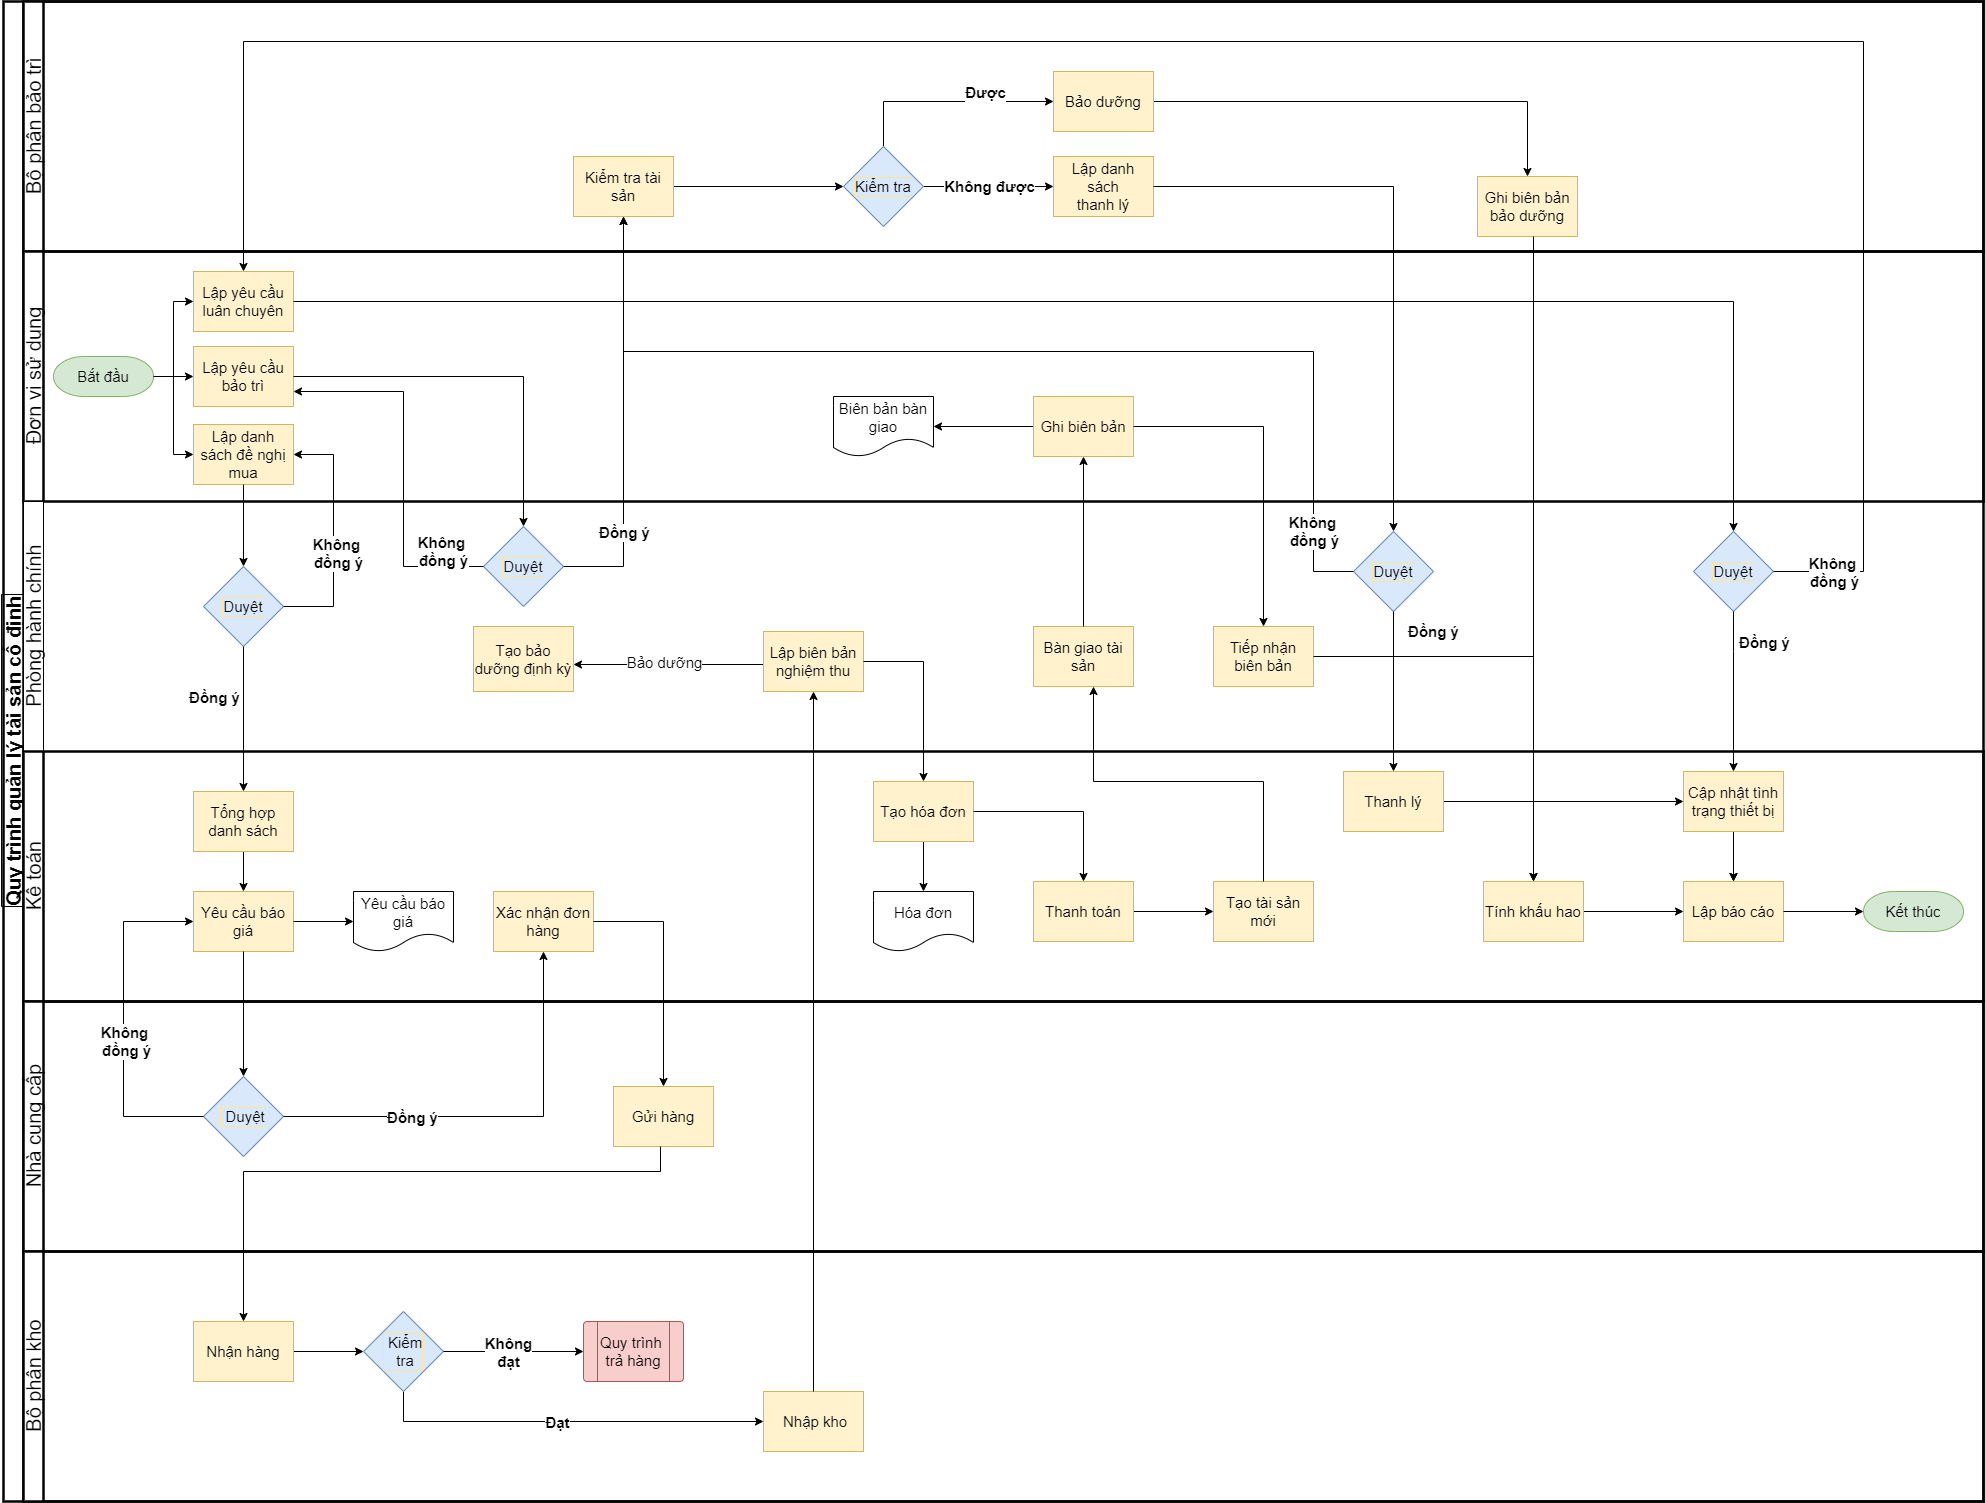 Quy trình quản lý tài sản cố định
Bộ phận bảo trì
Được
Bảo dưỡng
Kiểm tra tài
sản
Kiểm tra
Không được
Lập danh
sách
thanh lý
Ghi biên bản
bảo dưỡng
Đơn vị sử dụng
Bắt đầu
Lập yêu cầu
luân chuyên
Lập yêu cầu
bảo trì
Lập danh
sách đề nghị
mua
Biên bản bàn
giao
Ghi biên bản
Phòng hành chính
Duyệt
Không
đồng ý
Không
đồng ý
Duyệt
Đồng ý
Không
đồng ý
Duyệt
Đồng ý
Duyệt
Không
đồng ý
Đồng ý
Đồng ý
Tạo bảo
dưỡng định kỳ
Bảo dưỡng
Lập biên bản
nghiệm thu
Bàn giao tài
sản
Tiếp nhận
biên bản
Kế toán
Tổng hợp
danh sách
Yêu cầu báo
giá
Yêu cầu báo
giá
Xác nhận đơn
hàng
Tạo hóa đơn
Hóa đơn
Thanh toán
Tạo tài sản
mới
Thanh lý
Cập nhật tình
trạng thiết bị
Tính khấu hao
Lập báo cáo
Kết thúc
Nhà cung cấp
Không
đồng ý
Duyệt
Đồng ý
Gửi hàng
Bộ phận kho
Nhận hàng
Kiểm
tra
Không
đạt
Quy trình
trả hàng
Đạt
Nhập kho